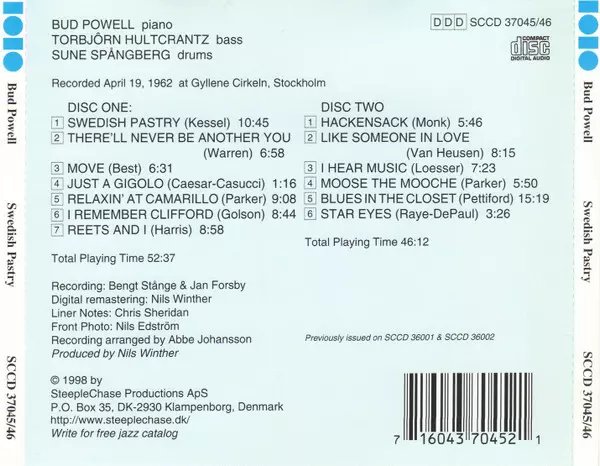 BUD POWELL piano
TORBJÖRN HULTCRANTZ bass
SUNE SPÅNGBERG drums
DDD SCCD 37045/46
COMPACT
disc
DIGITAL AUDIO
Recorded April 19, 1962 at Gyllene Cirkeln, Stockholm
DISC ONE:
1 SWEDISH PASTRY (Kessel) 10:45
2 THERE'LL NEVER BE ANOTHER YOU
(Warren) 6:58
3 MOVE (Best) 6:31
4 JUST A GIGOLO (Caesar-Casucci) 1:16
5 RELAXIN' AT CAMARILLO (Parker) 9:08
6 I REMEMBER CLIFFORD (Golson) 8:44
7 REETS AND I (Harris) 8:58
Total Playing Time 52:37
DISC TWO
1 HACKENSACK (Monk) 5:46
2 LIKE SOMEONE IN LOVE
(Van Heusen) 8:15
3 I HEAR MUSIC (Loesser) 7:23
4 MOOSE THE MOOCHE (Parker) 5:50
5 BLUES IN THE CLOSET (Pettiford) 15:19
6 STAR EYES (Raye-DePaul) 3:26
Total Playing Time 46:12
Recording: Bengt Stånge & Jan Forsby
Digital remastering: Nils Winther
Liner Notes: Chris Sheridan
Front Photo: Nils Edström
Recording arranged by Abbe Johansson
Produced by Nils Winther
Previously issued on SCCD 36001 & SCCD 36002
© 1998 by
SteepleChase Productions ApS
P.O. Box 35, DK-2930 Klampenborg, Denmark
http://www.steeplechase.dk/
Write for free jazz catalog
7 16043 70452 1
Bud Powell Swedish Pastry SCCD 37045/46
Bud Powell Swedish Pastry SCCD 37045/46